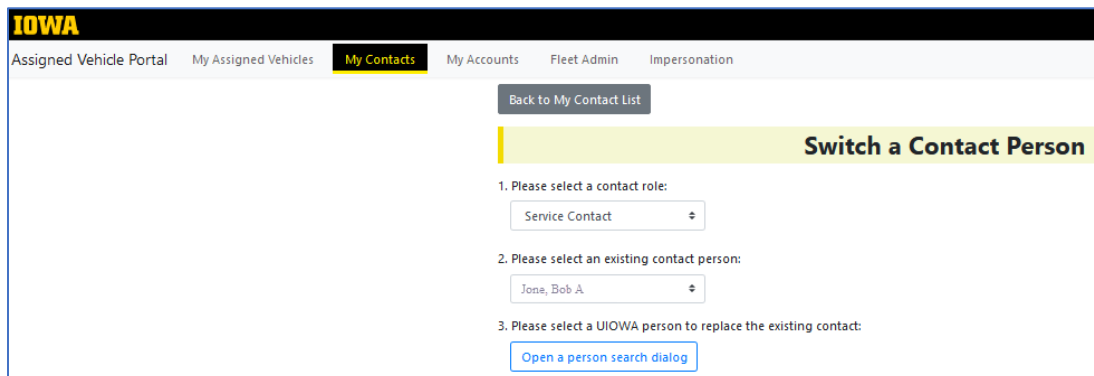 IOWA
Assigned Vehicle Portal My Assigned Vehicles My Contacts My Accounts Fleet Admin Impersonation
Back to My Contact List
Switch a Contact Person
1. Please select a contact role:
Service Contact
2. Please select an existing contact person:
Jone, Bob A
3. Please select a UIOWA person to replace the existing contact:
Open a person search dialog